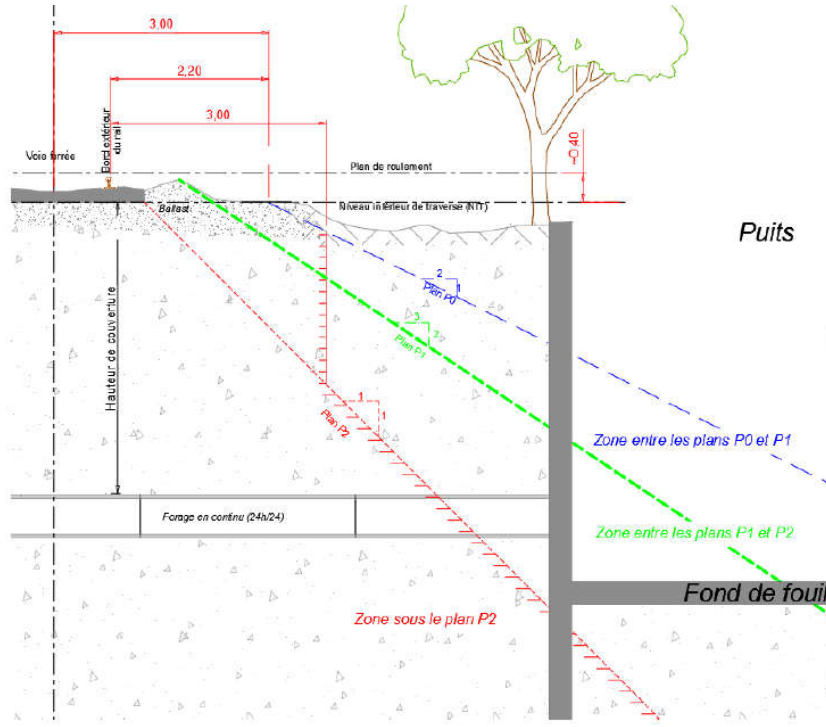 3,00
2,20
3,00
Bord extérieur
du rail
Voie ferrée
Plan de roulement
~0,40
Ballast
Niveau inférieur de traverse (NIT)
Puits
Hauteur de couverture
2
1
Plan P0
3
2
Plan P1
1
1
Plan P2
Zone entre les plans P0 et P1
Forage en continu (24h/24)
Zone entre les plans P1 et P2
Fond de fouil
Zone sous le plan P2